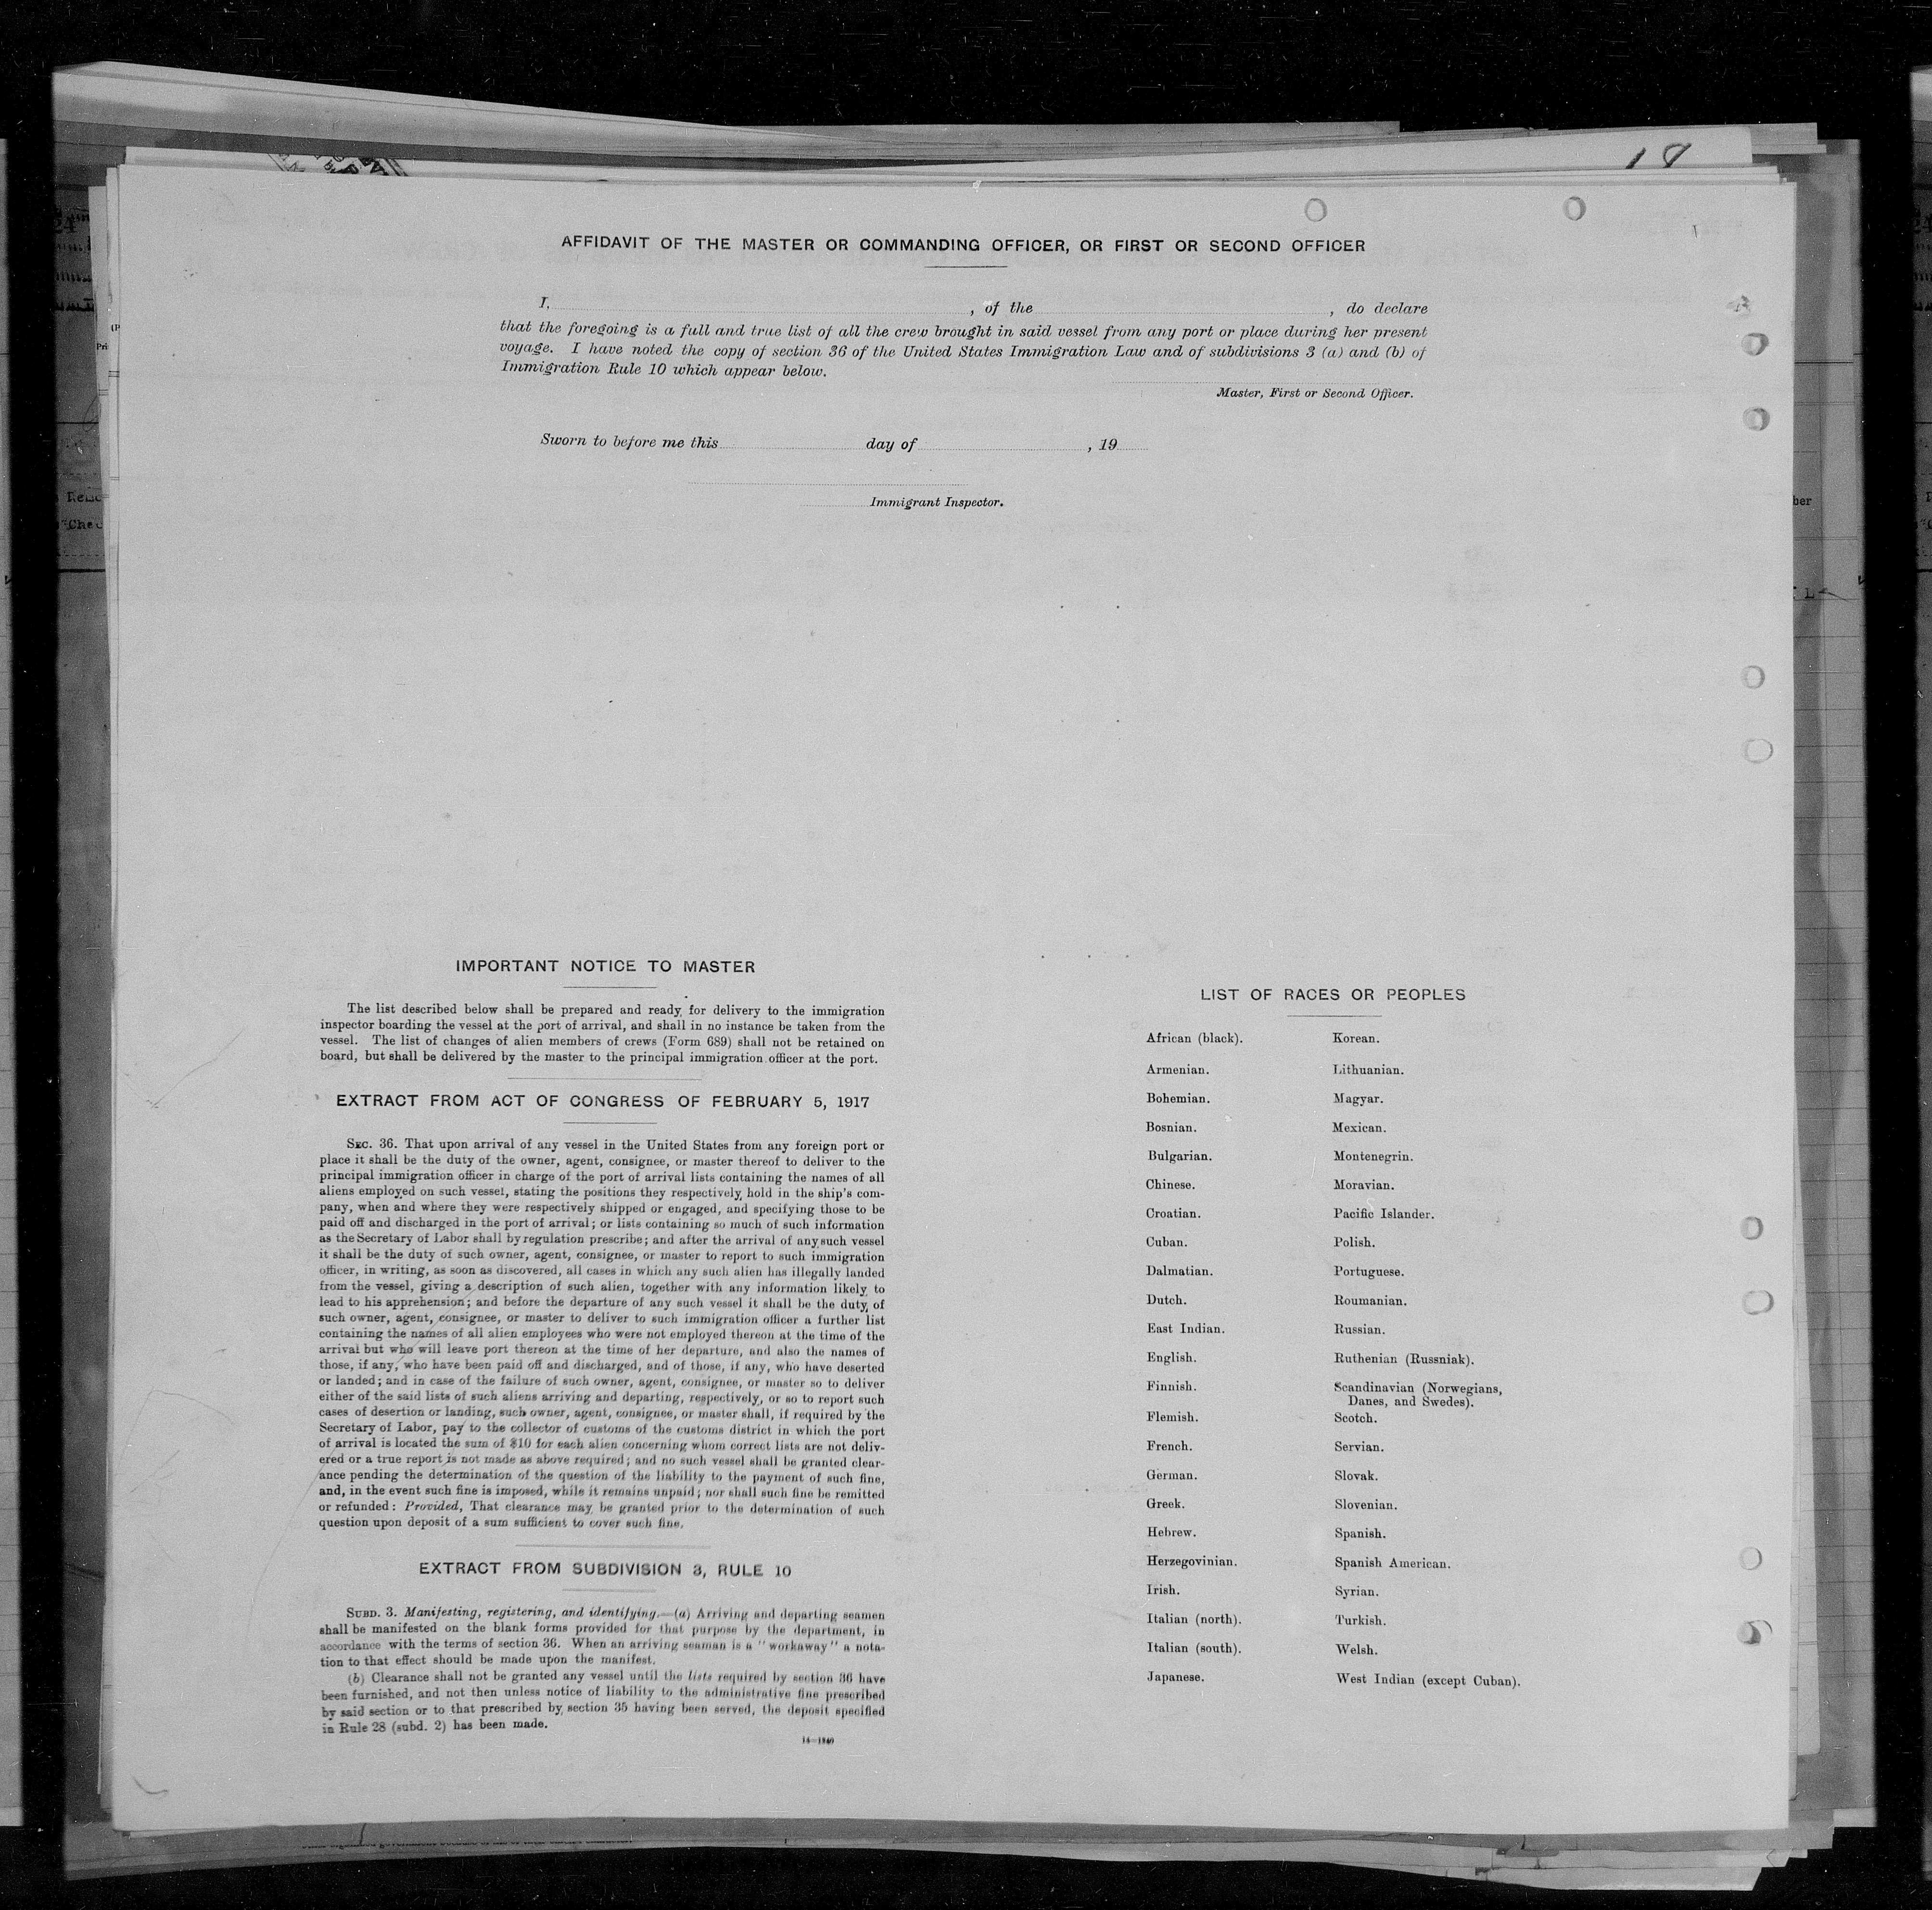 18
AFFIDAVIT OF THE MASTER OR COMMANDING OFFICER, OR FIRST OR SECOND OFFICER
I, , of the , do declare
that the foregoing is a full and true list of all the crew brought in said vessel from any port or place during her present
voyage. I have noted the copy of section 36 of the United States Immigration Law and of subdivisions 3 (a) and (b) of
Immigration Rule 10 which appear below.
Master, First or Second Officer.
Sworn to before me this day of , 19
Immigrant Inspector.
IMPORTANT NOTICE TO MASTER
The list described below shall be prepared and ready for delivery to the immigration
inspector boarding the vessel at the port of arrival, and shall in no instance be taken from the
vessel. The list of changes of alien members of crews (Form 689) shall not be retained on
board, but shall be delivered by the master to the principal immigration officer at the port.
EXTRACT FROM ACT OF CONGRESS OF FEBRUARY 5, 1917
SEC. 36. That upon arrival of any vessel in the United States from any foreign port or
place it shall be the duty of the owner, agent, consignee, or master thereof to deliver to the
principal immigration officer in charge of the port of arrival lists containing the names of all
aliens employed on such vessel, stating the positions they respectively hold in the ship's com-
pany, when and where they were respectively shipped or engaged, and specifying those to be
paid off and discharged in the port of arrival; or lists containing so much of such information
as the Secretary of Labor shall by regulation prescribe; and after the arrival of any such vessel
it shall be the duty of such owner, agent, consignee, or master to report to such immigration
officer, in writing, as soon as discovered, all cases in which any such alien has illegally landed
from the vessel, giving a description of such alien, together with any information likely to
lead to his apprehension; and before the departure of any such vessel it shall be the duty of
such owner, agent, consignee, or master to deliver to such immigration officer a further list
containing the names of all alien employees who were not employed thereon at the time of the
arrival but who will leave port thereon at the time of her departure, and also the names of
those, if any, who have been paid off and discharged, and of those, if any, who have deserted
or landed; and in case of the failure of such owner, agent, consignee, or master so to deliver
either of the said lists of such aliens arriving and departing, respectively, or so to report such
cases of desertion or landing, such owner, agent, consignee, or master shall, if required by the
Secretary of Labor, pay to the collector of customs of the customs district in which the port
of arrival is located the sum of $10 for each alien concerning whom correct lists are not deliv-
ered or a true report is not made as above required; and no such vessel shall be granted clear-
ance pending the determination of the question of the liability to the payment of such fine,
and, in the event such fine is imposed, while it remains unpaid; nor shall such fine be remitted
or refunded: Provided, That clearance may be granted prior to the determination of such
question upon deposit of a sum sufficient to cover such fine.
EXTRACT FROM SUBDIVISION 3, RULE 10
SUBD. 3. Manifesting, registering, and identifying.—(a) Arriving and departing seamen
shall be manifested on the blank forms provided for that purpose by the department, in
accordance with the terms of section 36. When an arriving seaman is a "workaway" a nota-
tion to that effect should be made upon the manifest.
(b) Clearance shall not be granted any vessel until the lists required by section 36 have
been furnished, and not then unless notice of liability to the administrative fine prescribed
by said section or to that prescribed by section 35 having been served, the deposit specified
in Rule 28 (subd. 2) has been made.
14—1940
LIST OF RACES OR PEOPLES
African (black).
Armenian.
Bohemian.
Bosnian.
Bulgarian.
Chinese.
Croatian.
Cuban.
Dalmatian.
Dutch.
East Indian.
English.
Finnish.
Flemish.
French.
German.
Greek.
Hebrew.
Herzegovinian.
Irish.
Italian (north).
Italian (south).
Japanese.
Korean.
Lithuanian.
Magyar.
Mexican.
Montenegrin.
Moravian.
Pacific Islander.
Polish.
Portuguese.
Roumanian.
Russian.
Ruthenian (Russniak).
Scandinavian (Norwegians,
Danes, and Swedes).
Scotch.
Servian.
Slovak.
Slovenian.
Spanish.
Spanish American.
Syrian.
Turkish.
Welsh.
West Indian (except Cuban).